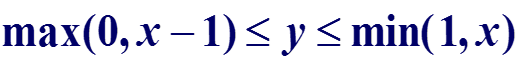 max(0, x − 1) ≤ y ≤ min(1, x)